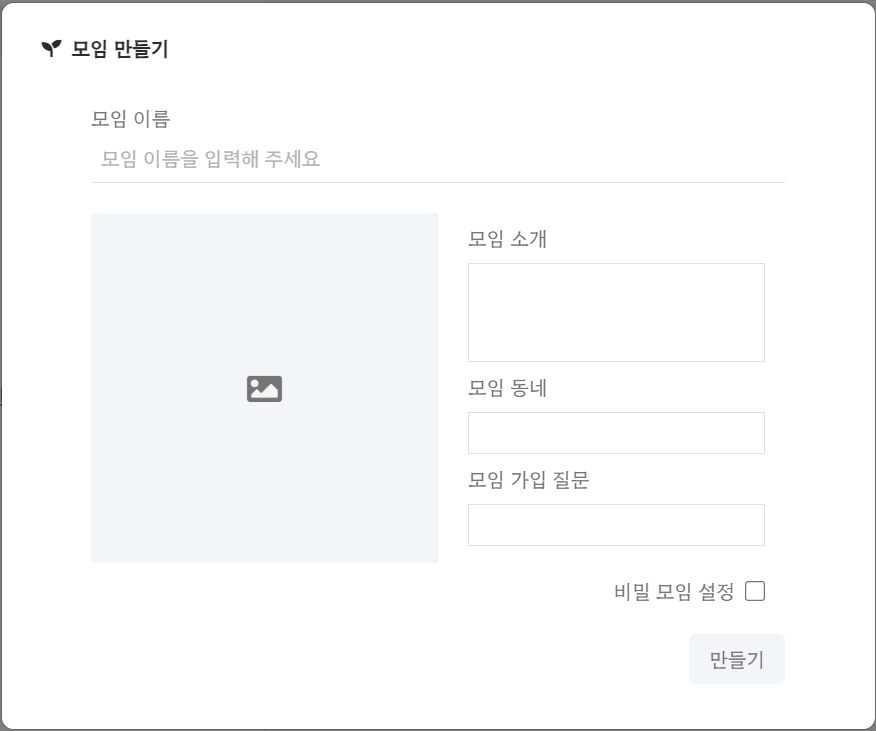 모임 만들기
모임 이름
모임 이름을 입력해 주세요
모임 소개
모임 동네
모임 가입 질문
비밀 모임 설정
만들기